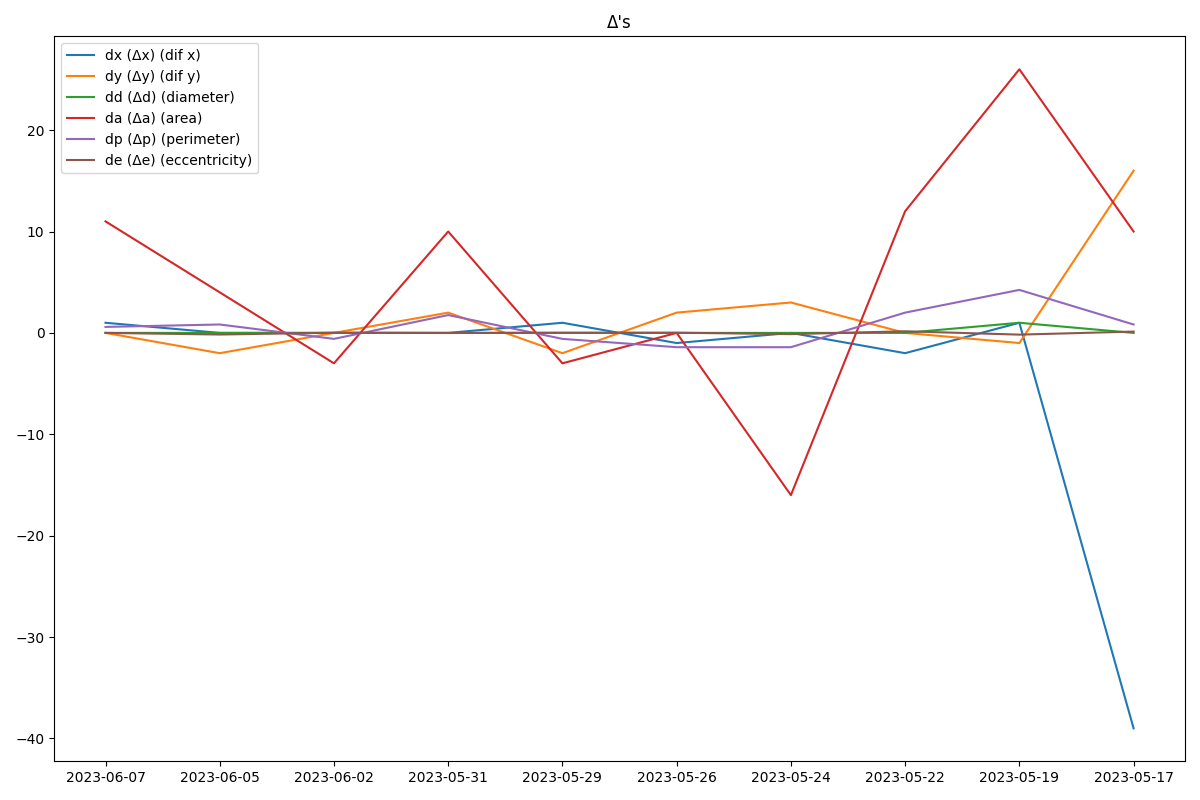 Δ's
dx (Δx) (dif x)
dy (Δy) (dif y)
dd (Δd) (diameter)
da (Δa) (area)
dp (Δp) (perimeter)
de (Δe) (eccentricity)
20
10
0
−10
−20
−30
−40
2023-06-07 2023-06-05 2023-06-02 2023-05-31 2023-05-29 2023-05-26 2023-05-24 2023-05-22 2023-05-19 2023-05-17